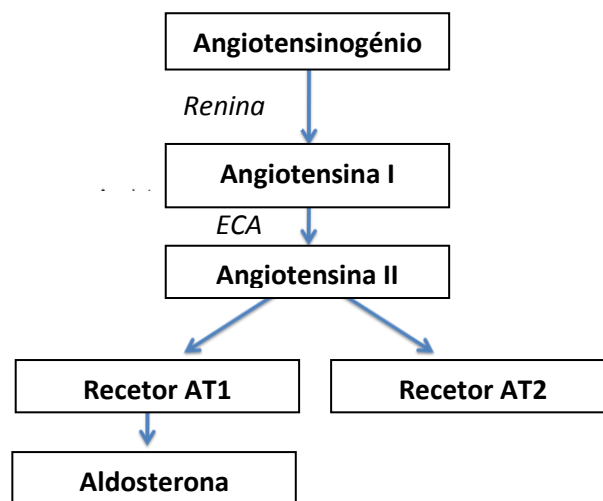 Angiotensinogénio
Renina
Angiotensina I
ECA
Angiotensina II
Recetor AT1
Recetor AT2
Aldosterona